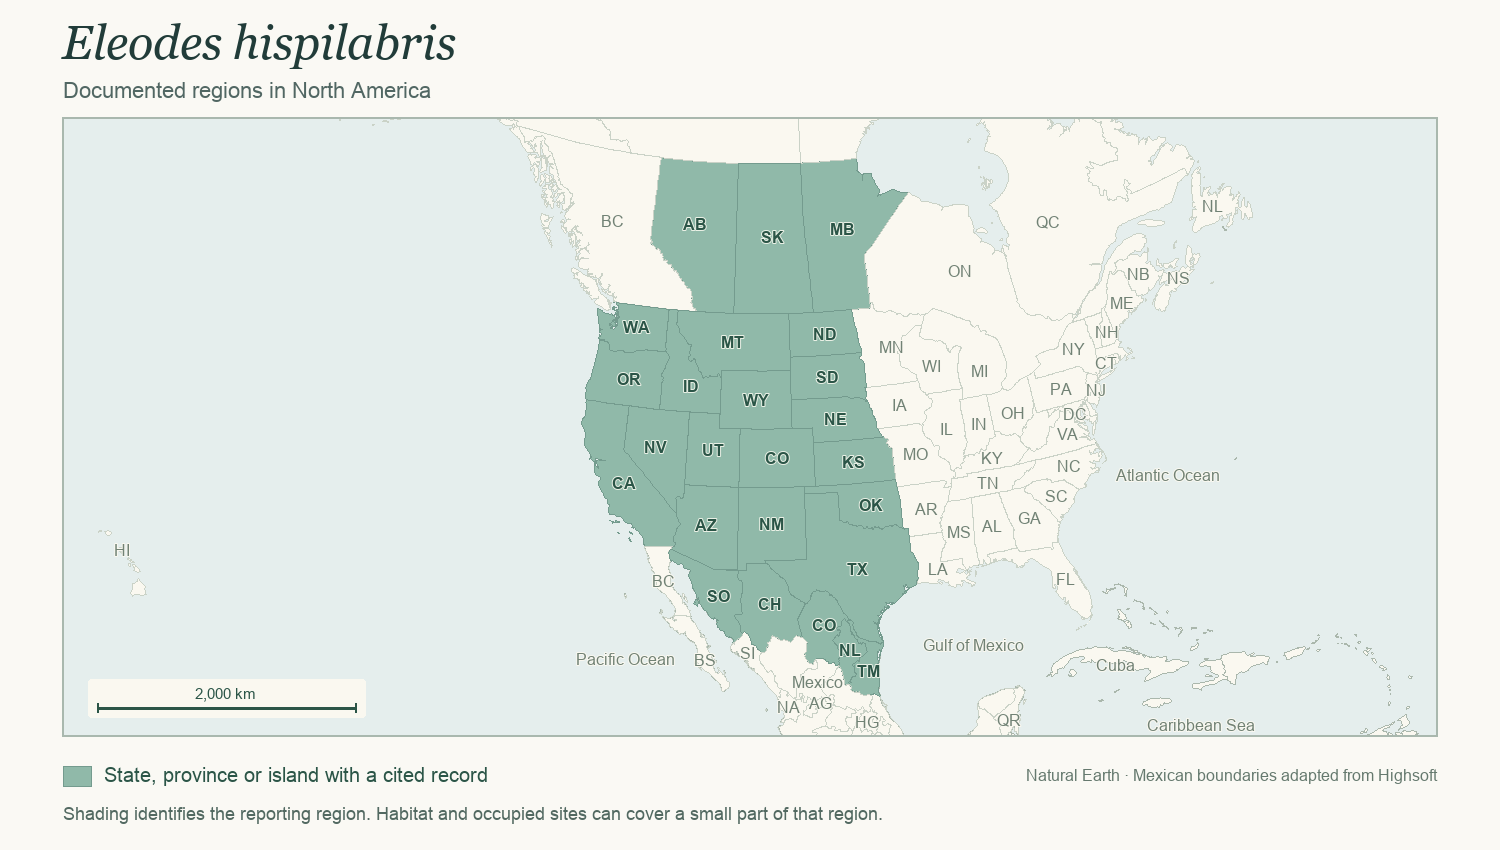 Eleodes hispilabris
Documented regions in North America
BC
AB
SK
MB
ON
QC
NL
NB
NS
ME
WA
MT
ND
MN
WI
MI
NY
NH
CT
OR
ID
WY
SD
IA
PA
NJ
NE
IL
IN
OH
DC
VA
NV
UT
CO
KS
MO
KY
NC
Atlantic Ocean
CA
TN
AZ
NM
OK
AR
MS
AL
GA
SC
HI
BC
SO
CH
TX
LA
FL
CO
NL
TM
Gulf of Mexico
Pacific Ocean
BS
SI
Mexico
Cuba
NA
AG
HG
QR
Caribbean Sea
2,000 km
State, province or island with a cited record
Natural Earth · Mexican boundaries adapted from Highsoft
Shading identifies the reporting region. Habitat and occupied sites can cover a small part of that region.